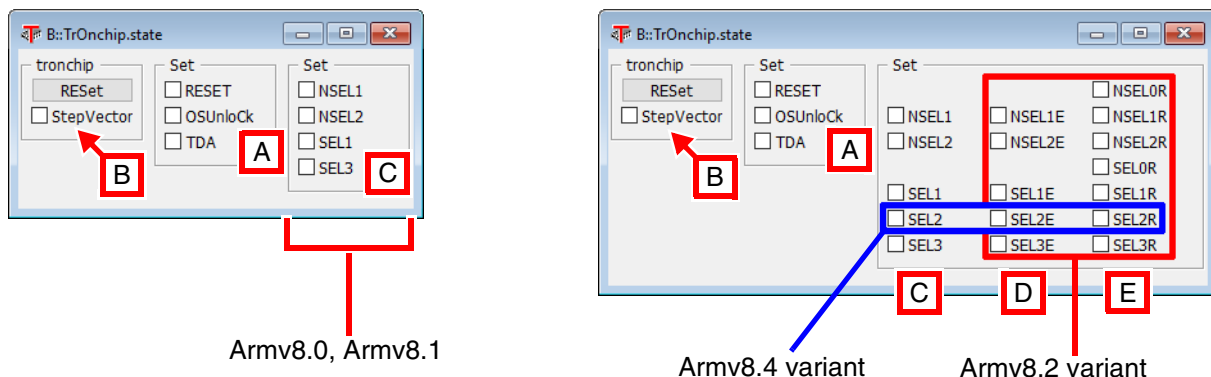 B::TrOnchip.state
tronchip
RESet
StepVector
Set
RESET
OSUnloCk
TDA
Set
NSEL1
NSEL2
SEL1
SEL3
A
B
C
Armv8.0, Armv8.1
B::TrOnchip.state
tronchip
RESet
StepVector
Set
RESET
OSUnloCk
TDA
Set
NSEL0R
NSEL1 NSEL1E NSEL1R
NSEL2 NSEL2E NSEL2R
SEL0R
SEL1 SEL1E SEL1R
SEL2 SEL2E SEL2R
SEL3 SEL3E SEL3R
A
B
C D E
Armv8.4 variant
Armv8.2 variant